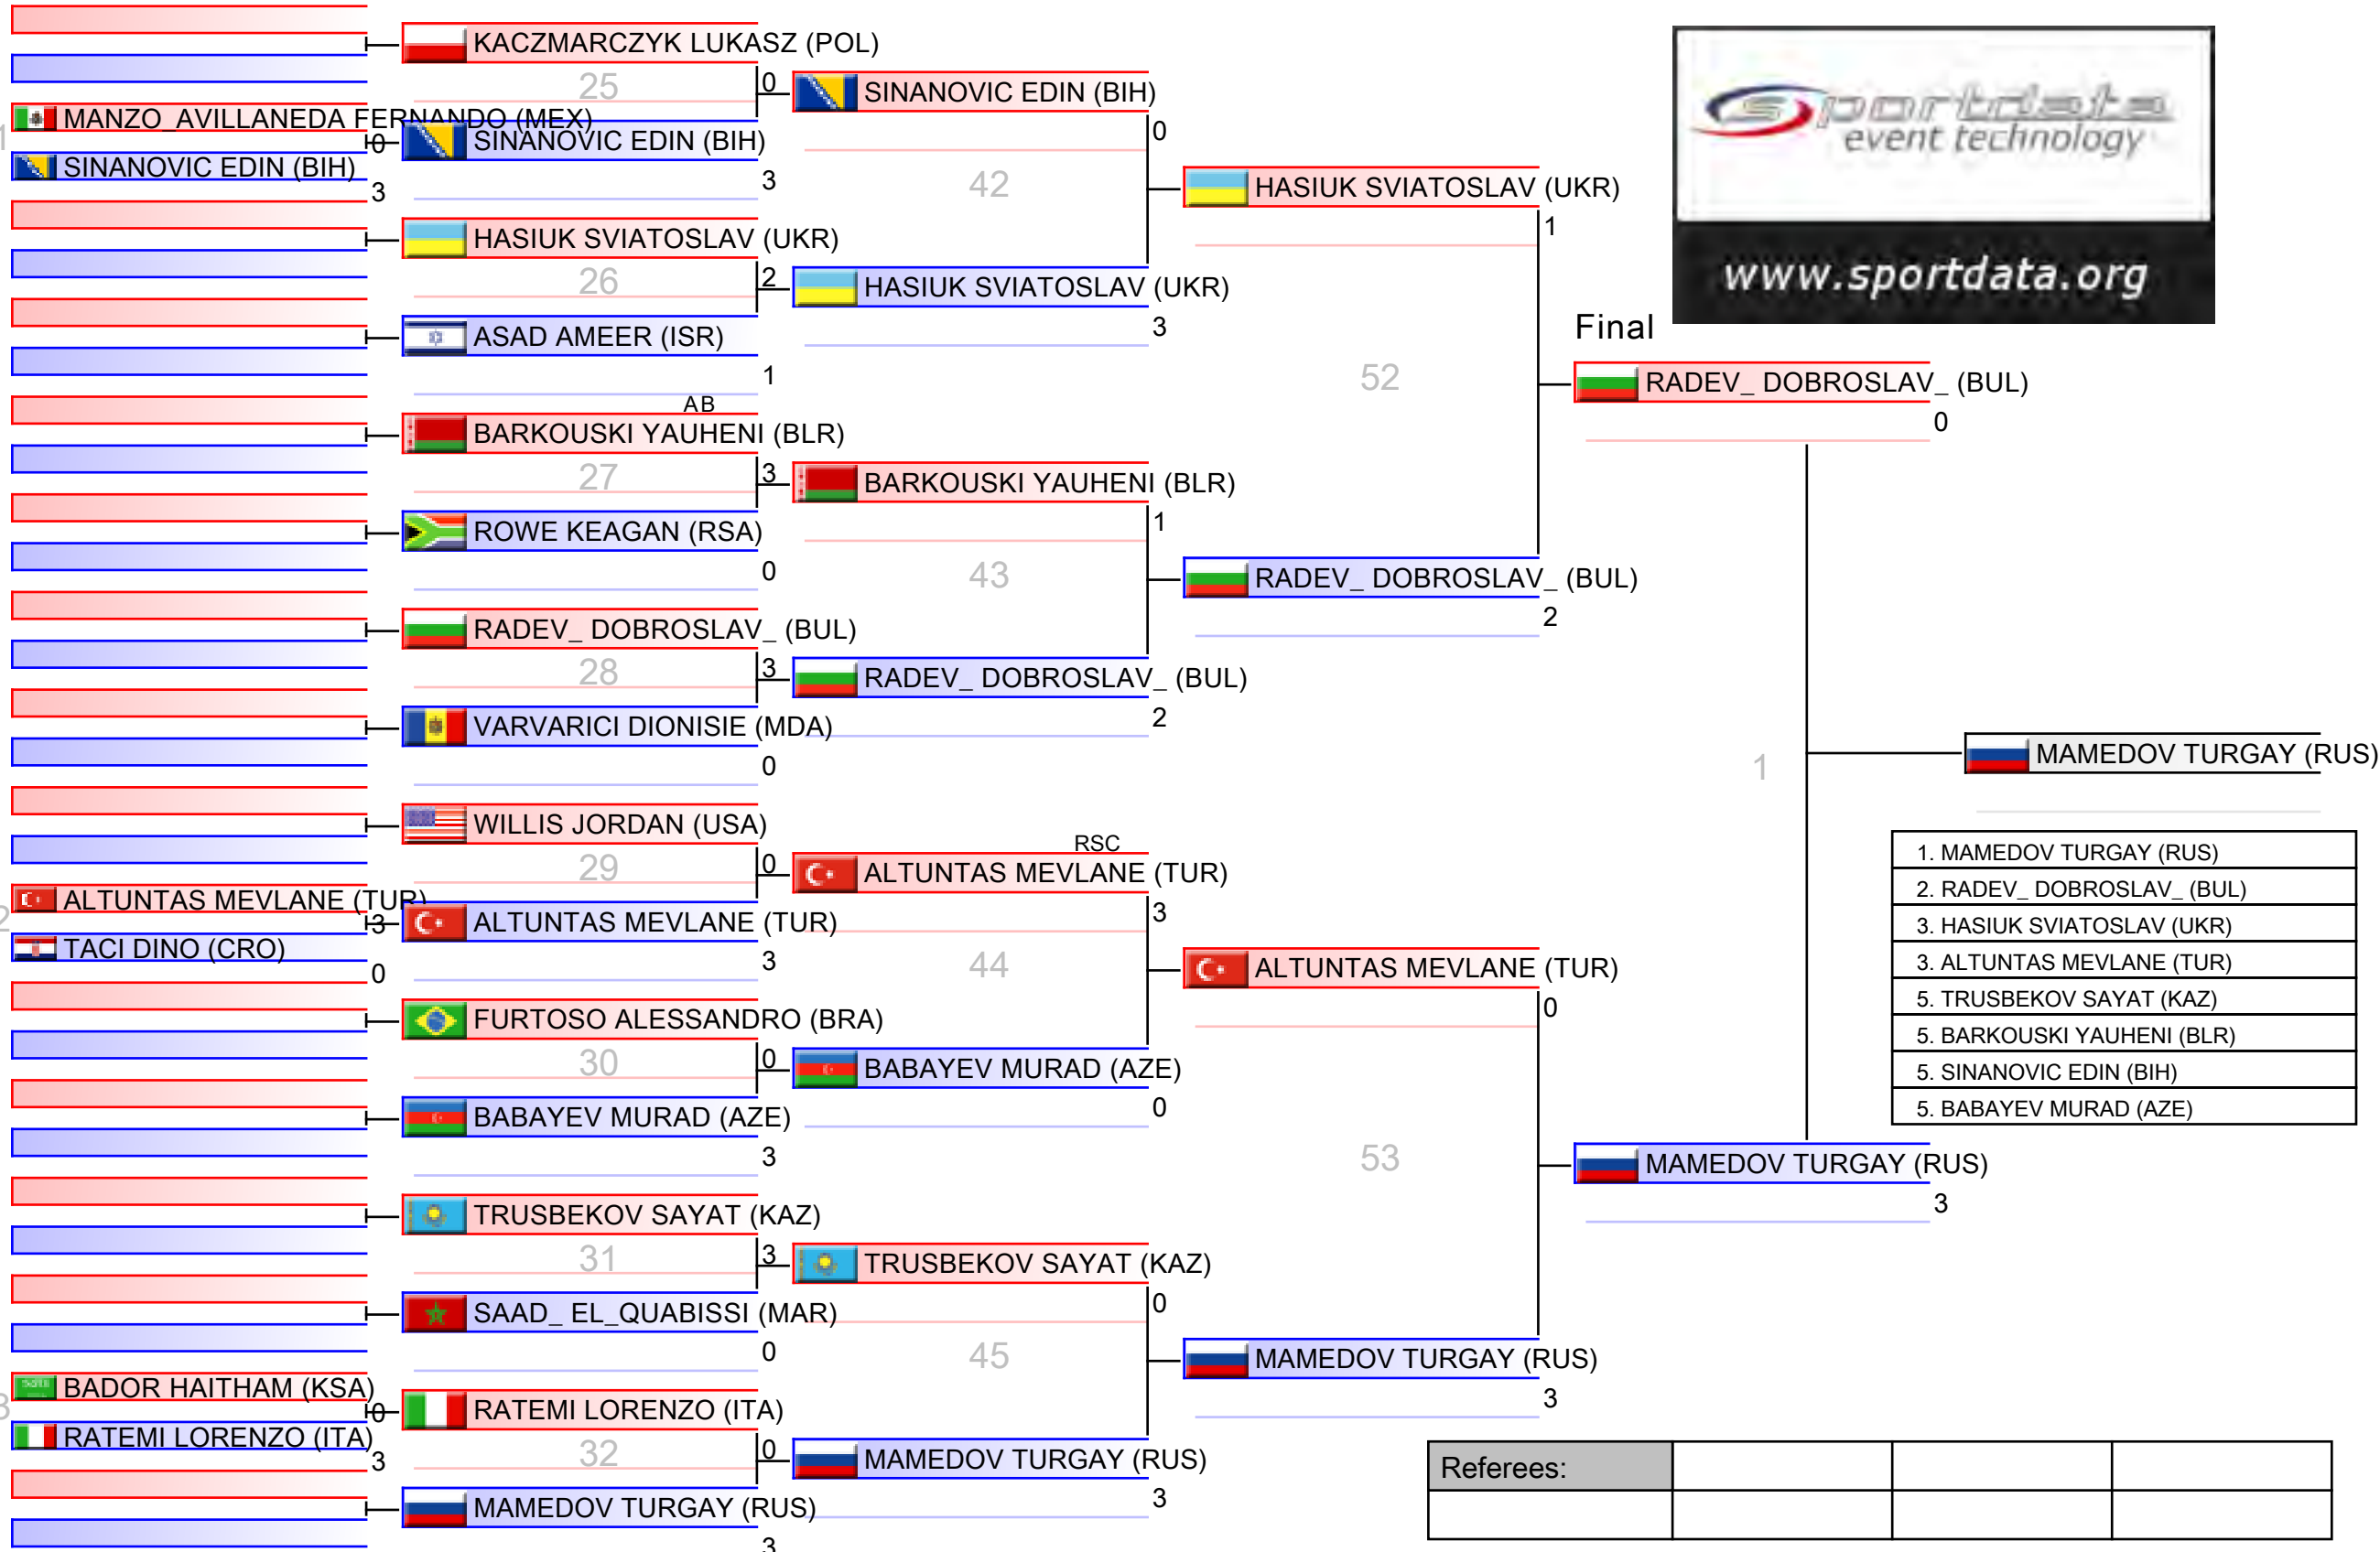 KACZMARCZYK LUKASZ (POL)
25
0
SINANOVIC EDIN (BIH)
0
1
MANZO_AVILLANEDA FERNANDO (MEX)
0
SINANOVIC EDIN (BIH)
3
SINANOVIC EDIN (BIH)
3
42
HASIUK SVIATOSLAV (UKR)
1
HASIUK SVIATOSLAV (UKR)
26
2
HASIUK SVIATOSLAV (UKR)
3
ASAD AMEER (ISR)
1
52
AB
BARKOUSKI YAUHENI (BLR)
27
3
BARKOUSKI YAUHENI (BLR)
1
ROWE KEAGAN (RSA)
0
43
RADEV_ DOBROSLAV_ (BUL)
2
RADEV_ DOBROSLAV_ (BUL)
28
3
RADEV_ DOBROSLAV_ (BUL)
2
VARVARICI DIONISIE (MDA)
0
sportdata
event technology
www.sportdata.org
Final
RADEV_ DOBROSLAV_ (BUL)
0
1
MAMEDOV TURGAY (RUS)
WILLIS JORDAN (USA)
29
0
RSC
ALTUNTAS MEVLANE (TUR)
3
2
ALTUNTAS MEVLANE (TUR)
3
TACI DINO (CRO)
0
ALTUNTAS MEVLANE (TUR)
3
44
ALTUNTAS MEVLANE (TUR)
0
FURTOSO ALESSANDRO (BRA)
30
0
BABAYEV MURAD (AZE)
0
BABAYEV MURAD (AZE)
3
53
MAMEDOV TURGAY (RUS)
3
TRUSBEKOV SAYAT (KAZ)
31
3
TRUSBEKOV SAYAT (KAZ)
0
SAAD_ EL_QUABISSI (MAR)
0
45
MAMEDOV TURGAY (RUS)
3
3
BADOR HAITHAM (KSA)
0
RATEMI LORENZO (ITA)
3
RATEMI LORENZO (ITA)
32
0
MAMEDOV TURGAY (RUS)
3
MAMEDOV TURGAY (RUS)
3
1. MAMEDOV TURGAY (RUS)
2. RADEV_ DOBROSLAV_ (BUL)
3. HASIUK SVIATOSLAV (UKR)
3. ALTUNTAS MEVLANE (TUR)
5. TRUSBEKOV SAYAT (KAZ)
5. BARKOUSKI YAUHENI (BLR)
5. SINANOVIC EDIN (BIH)
5. BABAYEV MURAD (AZE)
Referees: